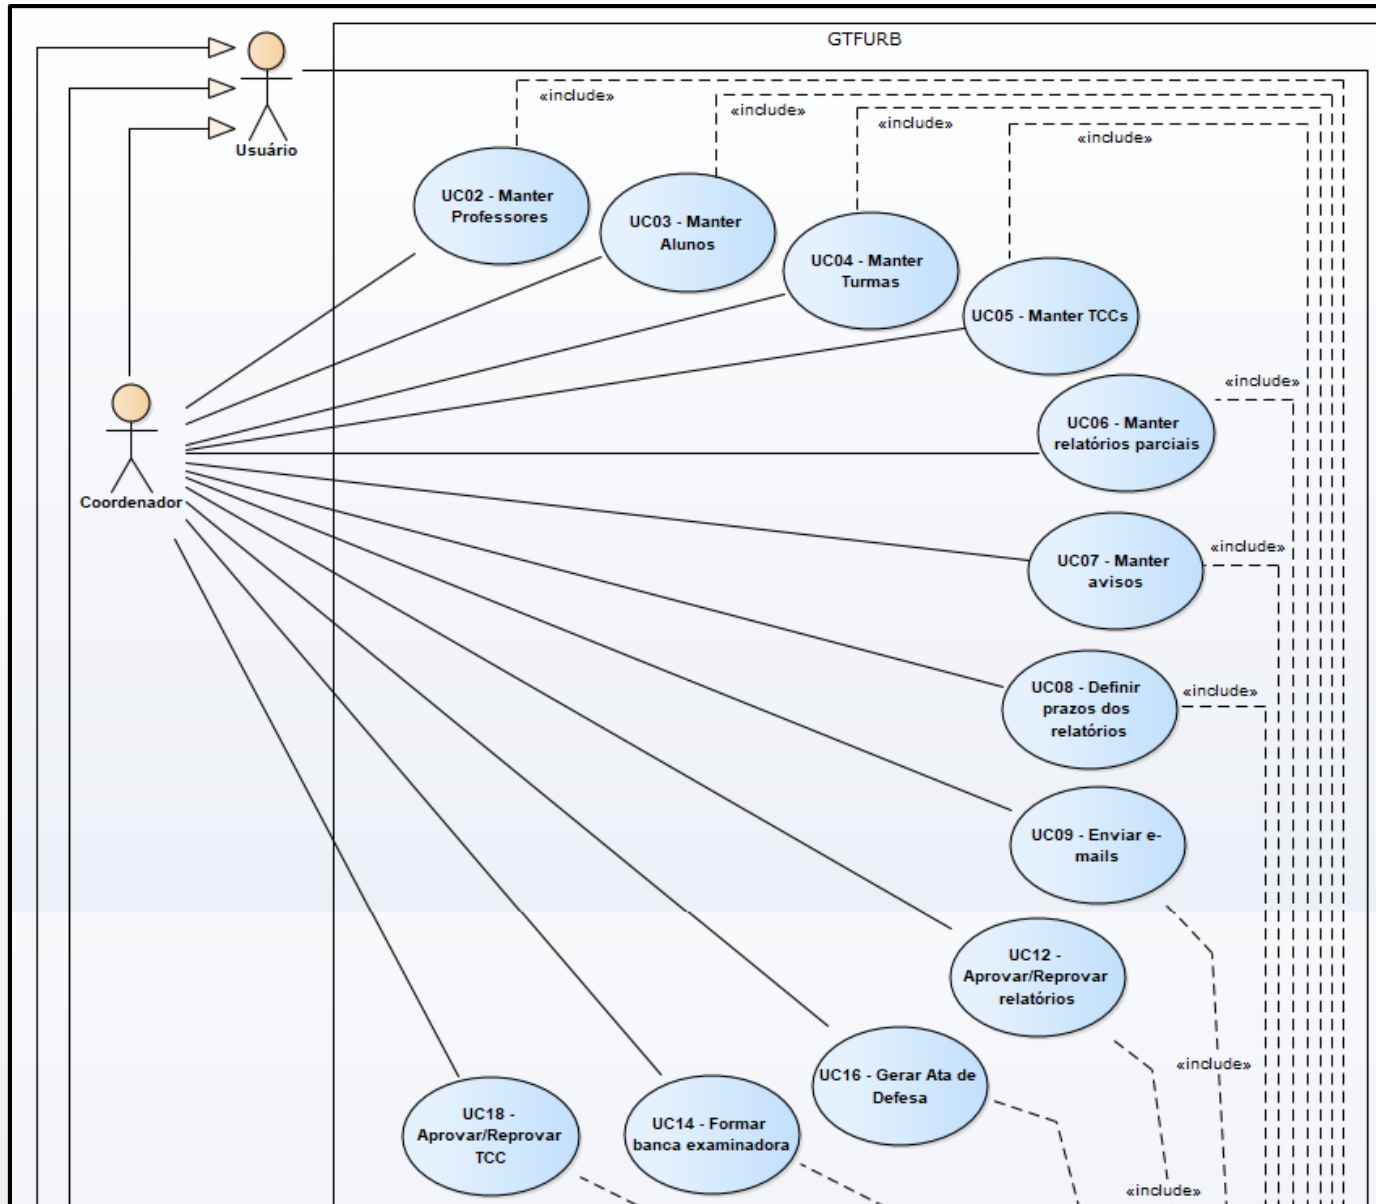 GTFURB
«include»
«include»
«include»
«include»
Usuário
UC02 - Manter
Professores
UC03 - Manter
Alunos
UC04 - Manter
Turmas
UC05 - Manter TCCs
«include»
UC06 - Manter
relatórios parciais
Coordenador
«include»
UC07 - Manter
avisos
UC08 - Definir
prazos dos
relatórios
«include»
UC09 - Enviar e-
mails
UC12 -
Aprovar/Reprovar
relatórios
«include»
UC16 - Gerar Ata de
Defesa
UC18 -
Aprovar/Reprovar
TCC
UC14 - Formar
banca examinadora
«include»